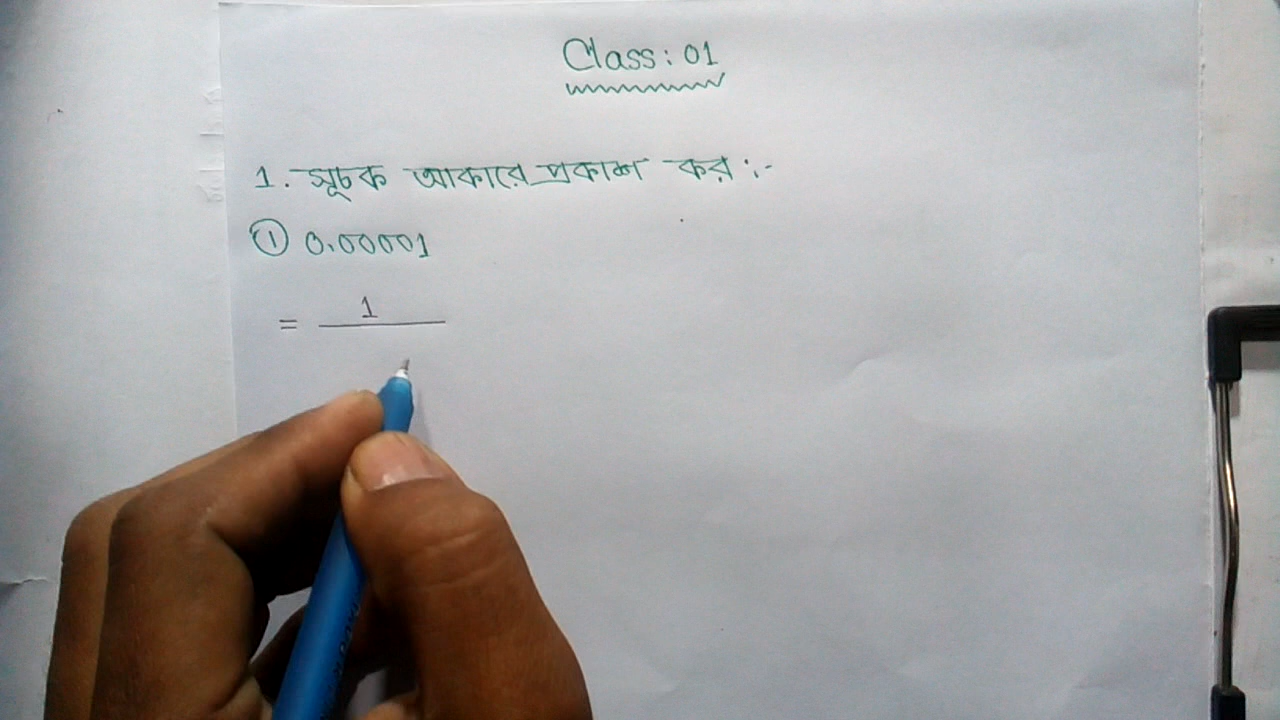 Class: 01
1. সূচক আকারে প্রকাশ কর :-
① 0.00001
= 1